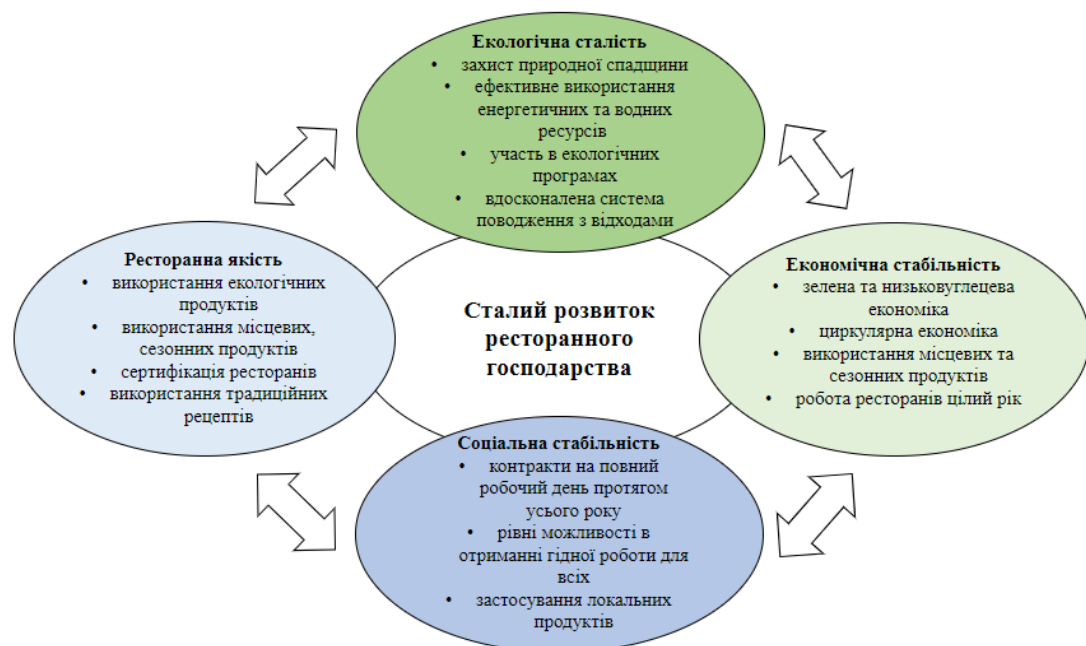 Екологічна сталість
• захист природної спадщини
• ефективне використання
енергетичних та водних
ресурсів
• участь в екологічних
програмах
• вдосконалена система
поводження з відходами
Ресторанна якість
• використання екологічних
продуктів
• використання місцевих,
сезонних продуктів
• сертифікація ресторанів
• використання традиційних
рецептів
Сталий розвиток
ресторанного
господарства
Економічна стабільність
• зелена та низьковуглецева
економіка
• циркулярна економіка
• використання місцевих та
сезонних продуктів
• робота ресторанів цілий рік
Соціальна стабільність
• контракти на повний
робочий день протягом
усього року
• рівні можливості в
отриманні гідної роботи для
всіх
• застосування локальних
продуктів